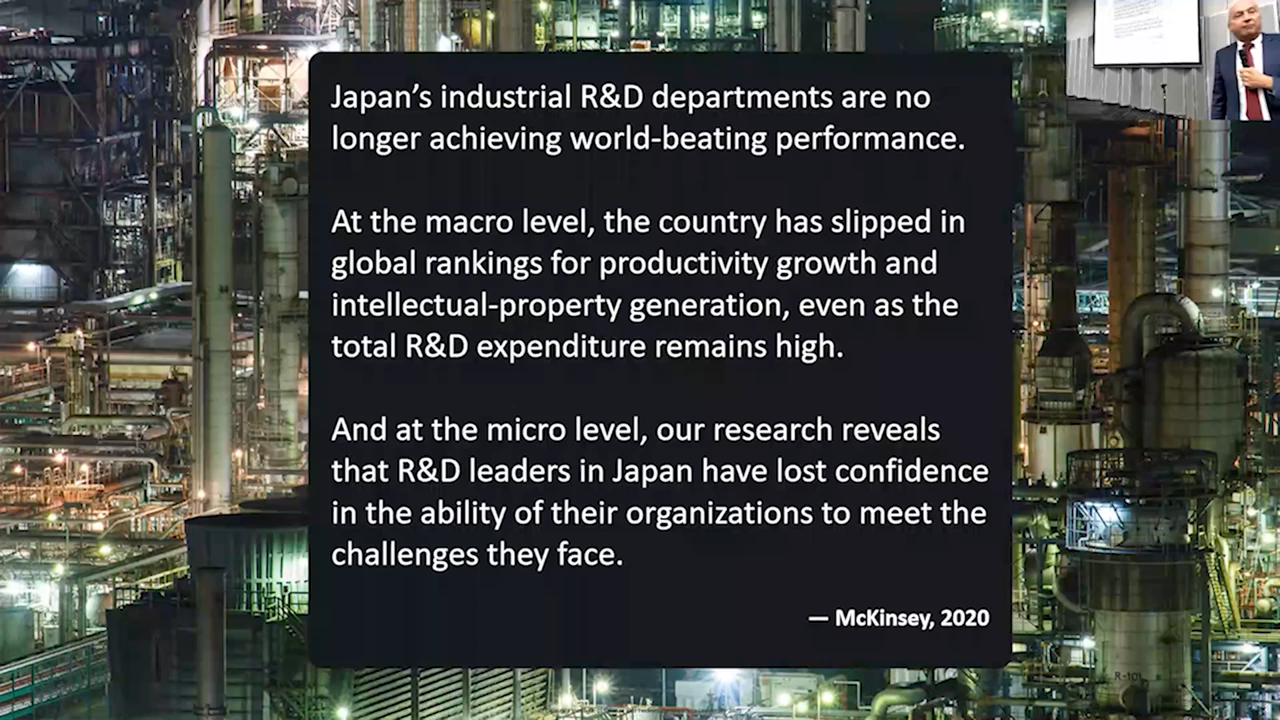 Japan’s industrial R&D departments are no
longer achieving world-beating performance.
At the macro level, the country has slipped in
global rankings for productivity growth and
intellectual-property generation, even as the
total R&D expenditure remains high.
And at the micro level, our research reveals
that R&D leaders in Japan have lost confidence
in the ability of their organizations to meet the
challenges they face.
— McKinsey, 2020